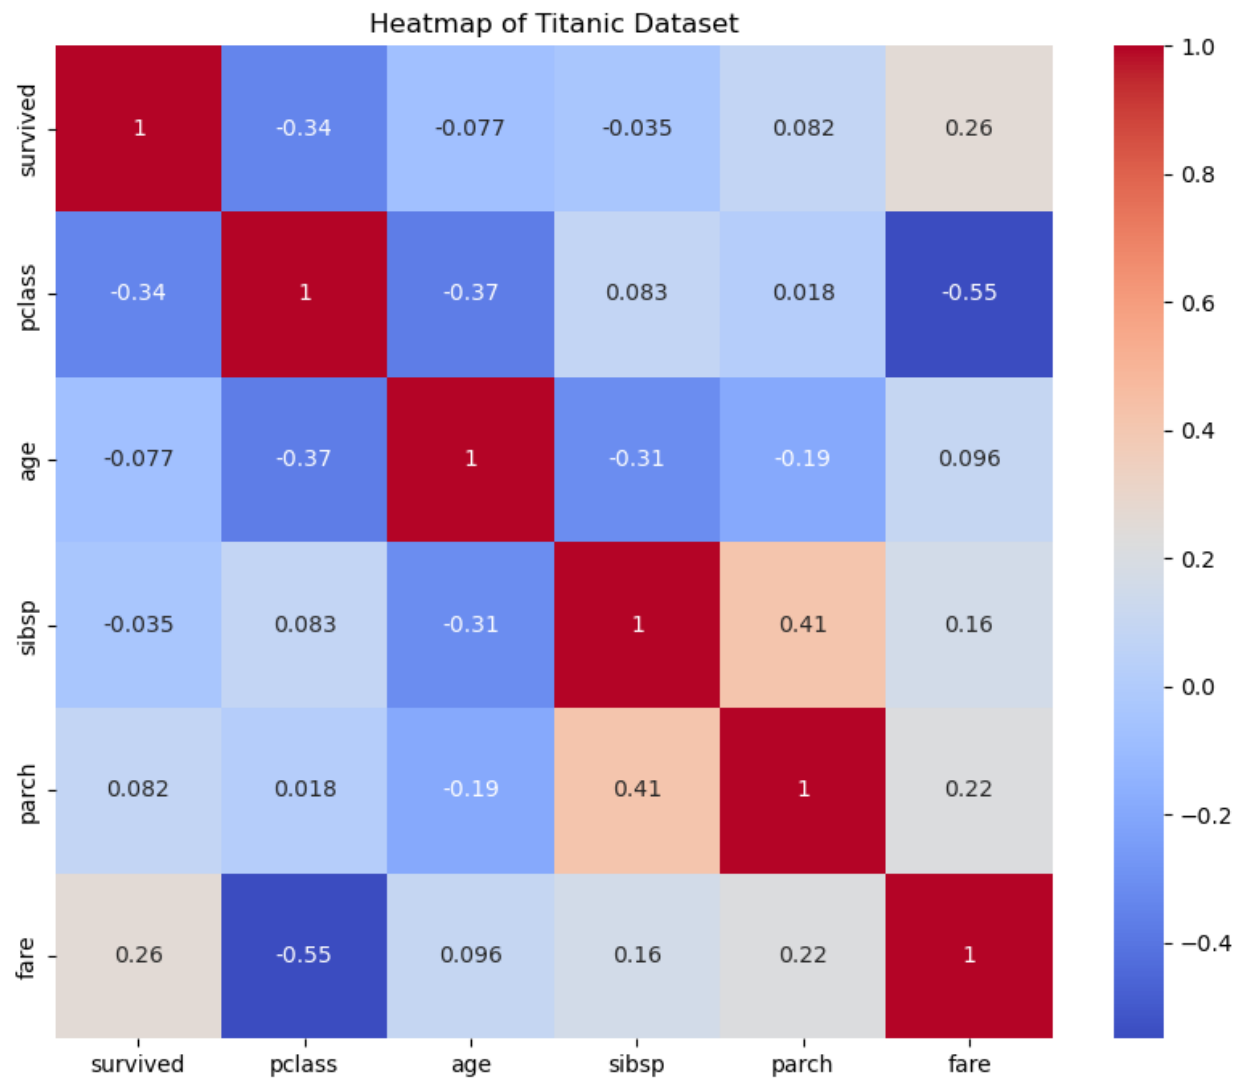 Heatmap of Titanic Dataset
survived 1 -0.34 -0.077 -0.035 0.082 0.26
pclass -0.34 1 -0.37 0.083 0.018 -0.55
age -0.077 -0.37 1 -0.31 -0.19 0.096
sibsp -0.035 0.083 -0.31 1 0.41 0.16
parch 0.082 0.018 -0.19 0.41 1 0.22
fare 0.26 -0.55 0.096 0.16 0.22 1
survived pclass age sibsp parch fare
1.0
0.8
0.6
0.4
0.2
0.0
−0.2
−0.4